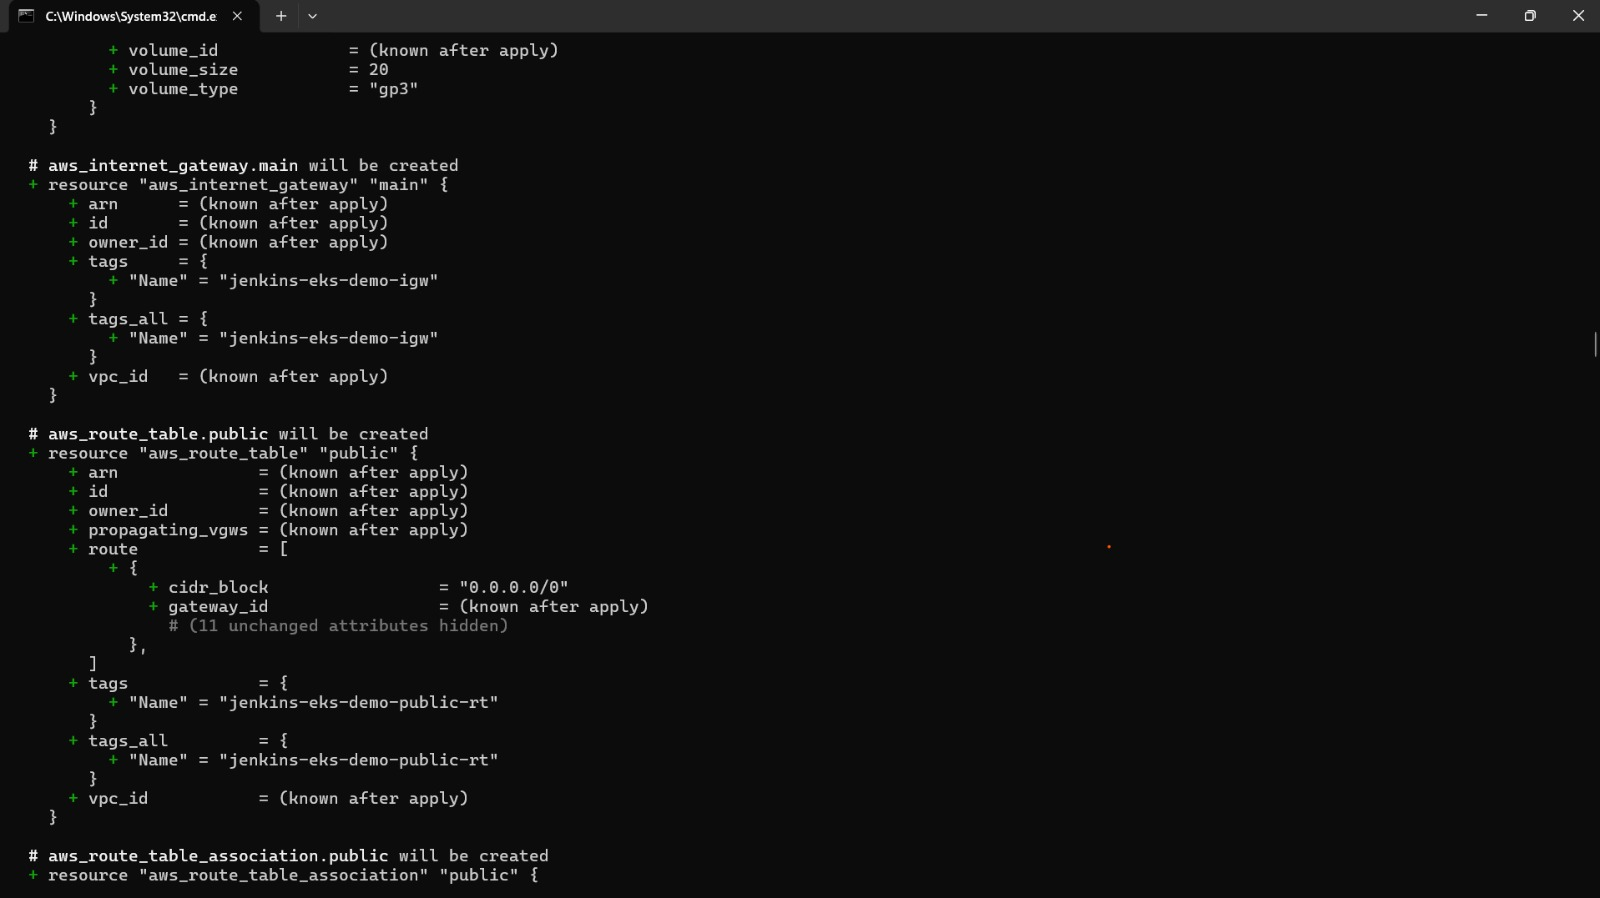 C:\Windows\System32\cmd.e
+ volume_id = (known after apply)
+ volume_size = 20
+ volume_type = "gp3"
}
}
# aws_internet_gateway.main will be created
+ resource "aws_internet_gateway" "main" {
+ arn = (known after apply)
+ id = (known after apply)
+ owner_id = (known after apply)
+ tags = {
+ "Name" = "jenkins-eks-demo-igw"
}
+ tags_all = {
+ "Name" = "jenkins-eks-demo-igw"
}
+ vpc_id = (known after apply)
}
# aws_route_table.public will be created
+ resource "aws_route_table" "public" {
+ arn = (known after apply)
+ id = (known after apply)
+ owner_id = (known after apply)
+ propagating_vgws = (known after apply)
+ route = [
+ {
+ cidr_block = "0.0.0.0/0"
+ gateway_id = (known after apply)
# (11 unchanged attributes hidden)
},
]
+ tags = {
+ "Name" = "jenkins-eks-demo-public-rt"
}
+ tags_all = {
+ "Name" = "jenkins-eks-demo-public-rt"
}
+ vpc_id = (known after apply)
}
# aws_route_table_association.public will be created
+ resource "aws_route_table_association" "public" {